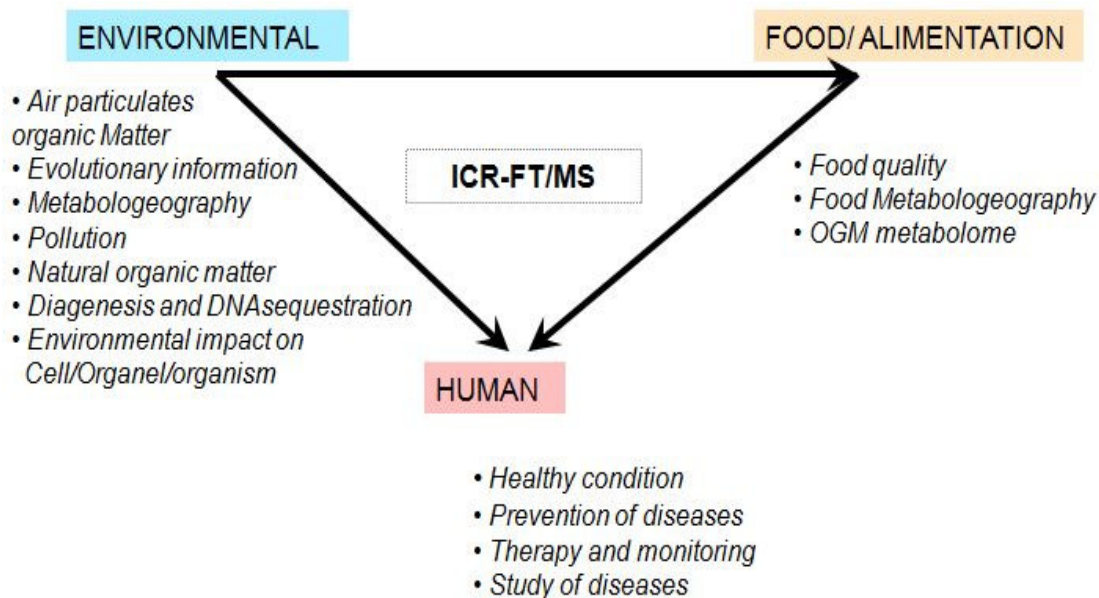 ENVIRONMENTAL
FOOD/ ALIMENTATION
• Air particulates
organic Matter
• Evolutionary information
• Metabologeography
• Pollution
• Natural organic matter
• Diagenesis and DNAsequestration
• Environmental impact on
Cell/Organel/organism
ICR-FT/MS
• Food quality
• Food Metabologeography
• OGM metabolome
HUMAN
• Healthy condition
• Prevention of diseases
• Therapy and monitoring
• Study of diseases